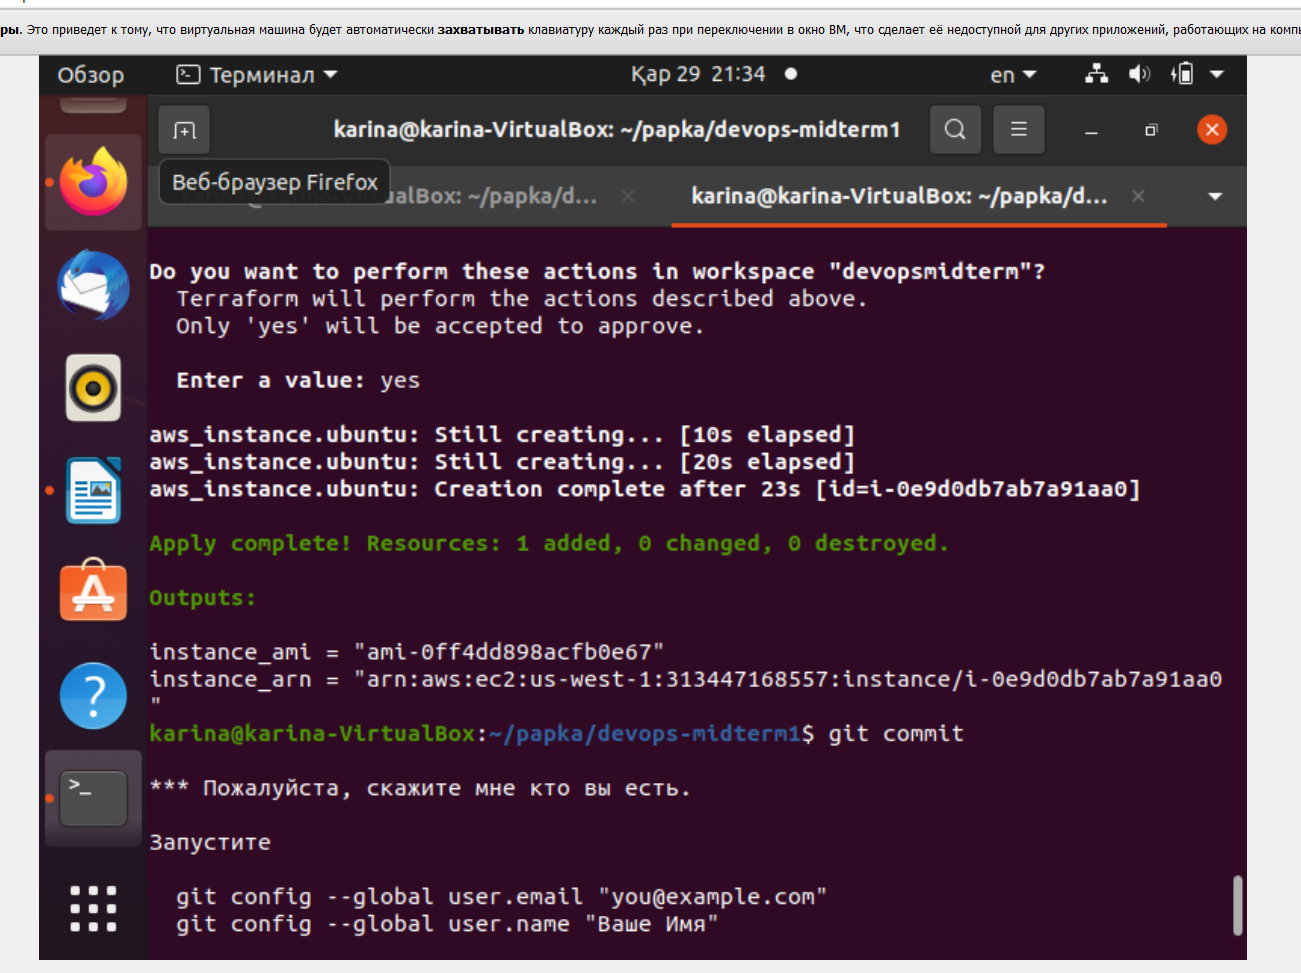 ры. Это приведет к тому, что виртуальная машина будет автоматически захватывать клавиатуру каждый раз при переключении в окно ВМ, что сделает её недоступной для других приложений, работающих на
Обзор Терминал Қар 29 21:34 en
karina@karina-VirtualBox: ~/papka/devops-midterm1
Веб-браузер Firefox
alBox: ~/papka/d... karina@karina-VirtualBox: ~/papka/d...
Do you want to perform these actions in workspace "devopsmidterm"?
Terraform will perform the actions described above.
Only 'yes' will be accepted to approve.
Enter a value: yes
aws_instance.ubuntu: Still creating... [10s elapsed]
aws_instance.ubuntu: Still creating... [20s elapsed]
aws_instance.ubuntu: Creation complete after 23s [id=i-0e9d0db7ab7a91aa0]
Apply complete! Resources: 1 added, 0 changed, 0 destroyed.
Outputs:
instance_ami = "ami-0ff4dd898acfb0e67"
instance_arn = "arn:aws:ec2:us-west-1:313447168557:instance/i-0e9d0db7ab7a91aa0
"
karina@karina-VirtualBox:~/papka/devops-midterm1$ git commit
*** Пожалуйста, скажите мне кто вы есть.
Запустите
git config --global user.email "you@example.com"
git config --global user.name "Ваше Имя"